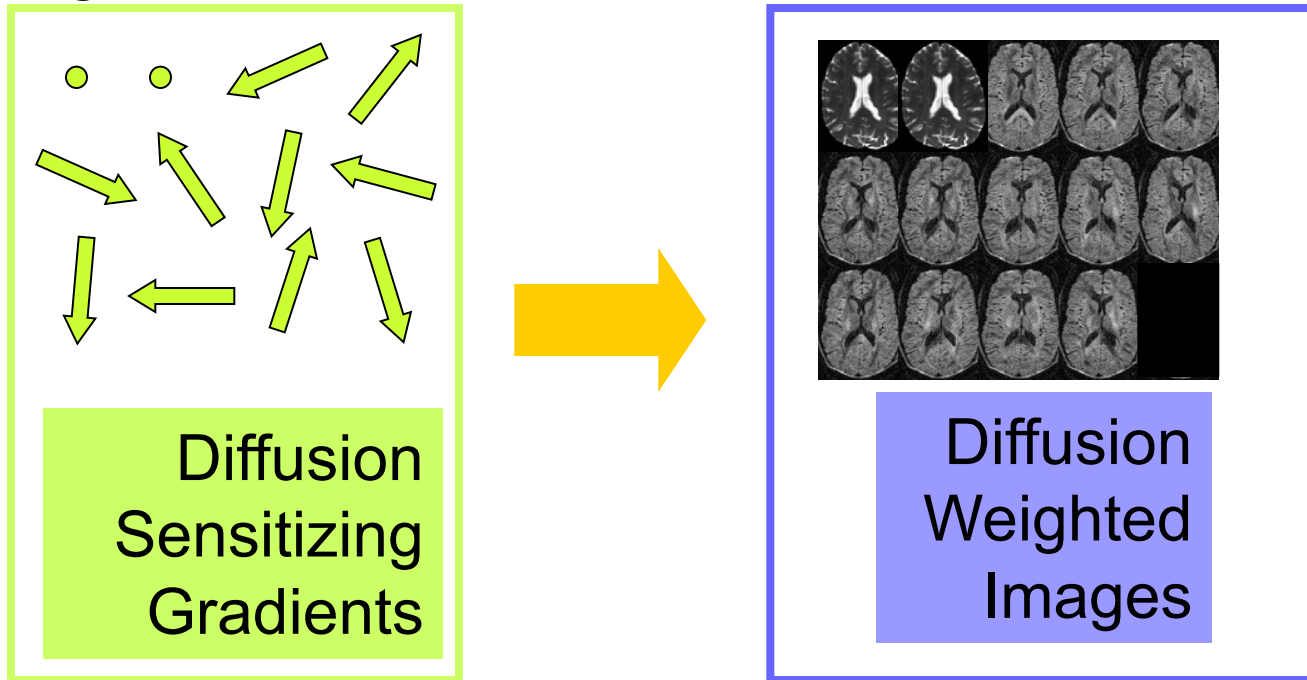 Diffusion
Sensitizing
Gradients
Diffusion
Weighted
Images